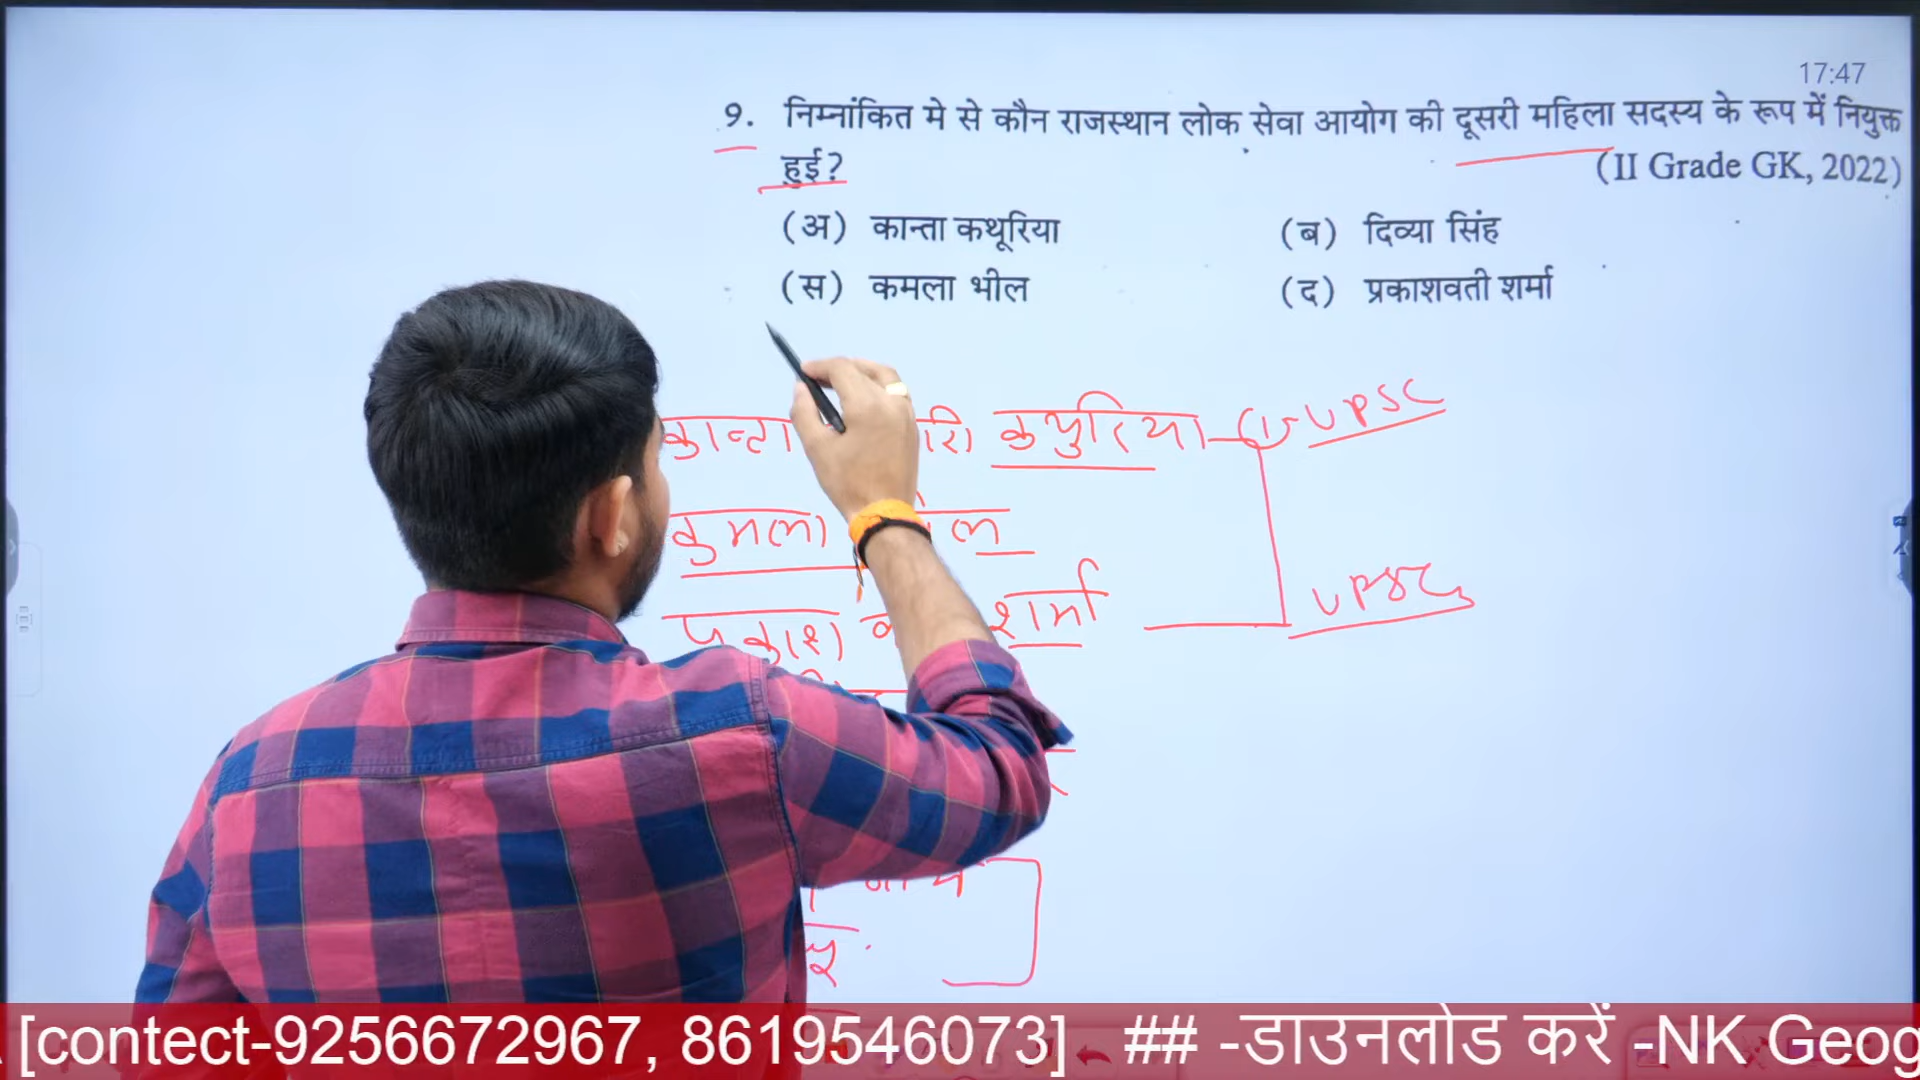 17:47
9. निम्नांकित मे से कौन राजस्थान लोक सेवा आयोग की दूसरी महिला सदस्य के रूप में नियुक्त
हुई?
(II Grade GK, 2022)
(अ) कान्ता कथूरिया
(ब) दिव्या सिंह
(स) कमला भील
(द) प्रकाशवती शर्मा
कान्ता कथुरिया UPSC
कमला
शर्मा UPSC
[contect-9256672967, 8619546073] ## -डाउनलोड करें -NK Geog